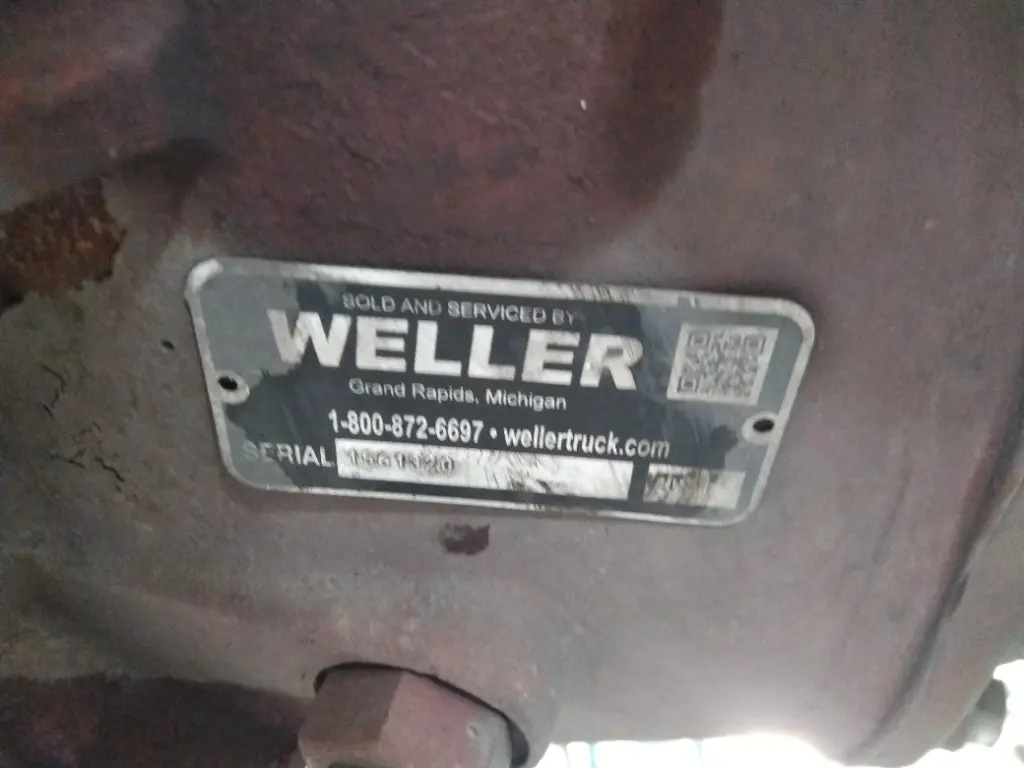 SOLD AND SERVICED BY
WELLER
Grand Rapids, Michigan
1-800-872-6697 • wellertruck.com
SERIAL